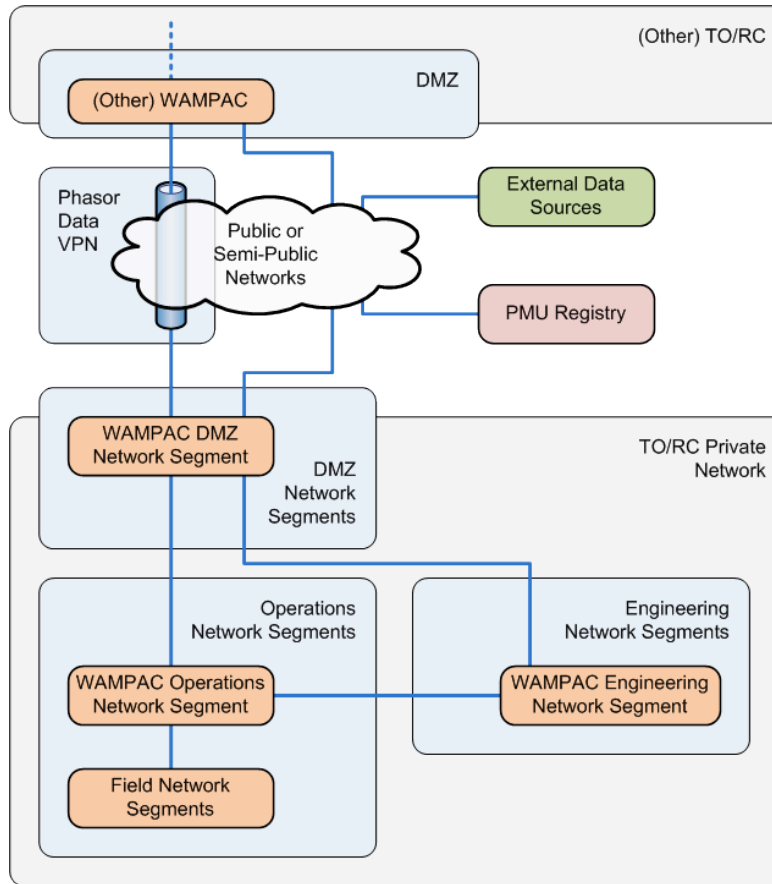 (Other) TO/RC
DMZ
(Other) WAMPAC
Phasor
Data
VPN
Public or
Semi-Public
Networks
External Data
Sources
PMU Registry
WAMPAC DMZ
Network Segment
DMZ
Network
Segments
TO/RC Private
Network
Operations
Network Segments
Engineering
Network Segments
WAMPAC Operations
Network Segment
WAMPAC Engineering
Network Segment
Field Network
Segments